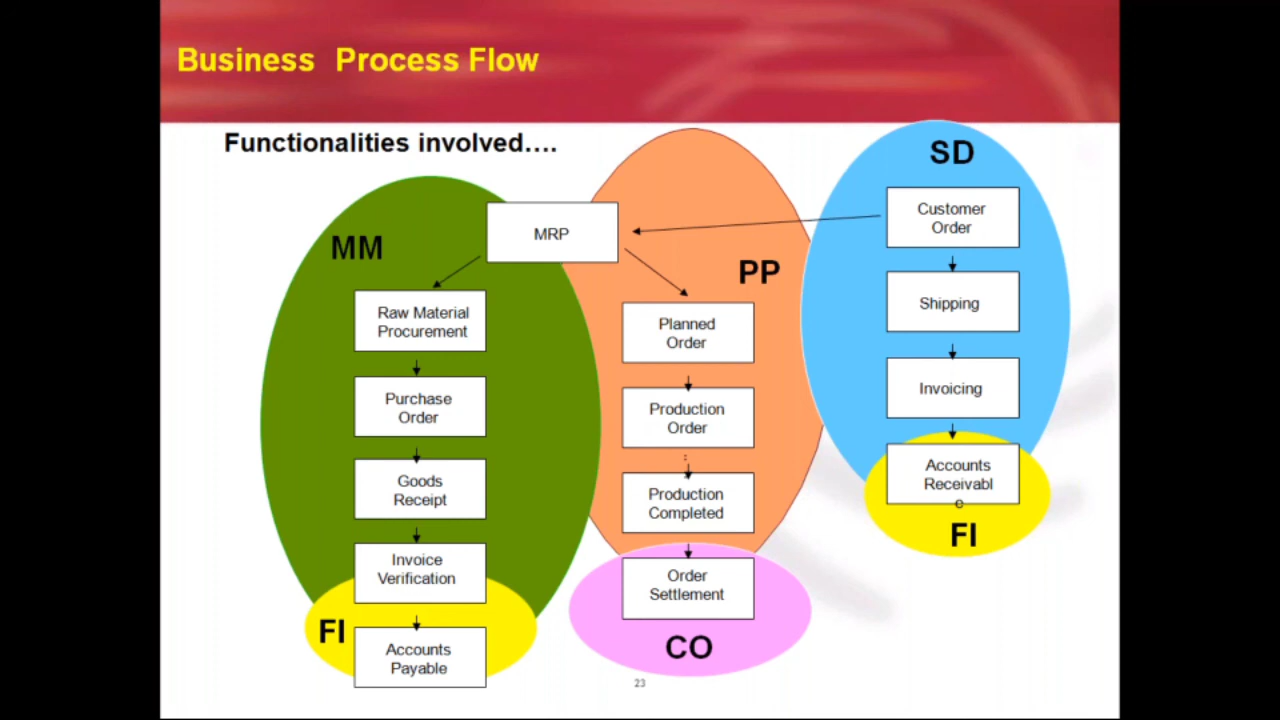 Business Process Flow
Functionalities involved....
MM
MRP
Raw Material
Procurement
Purchase
Order
Goods
Receipt
Invoice
Verification
FI
Accounts
Payable
PP
Planned
Order
Production
Order
:
Production
Completed
Order
Settlement
CO
SD
Customer
Order
Shipping
Invoicing
Accounts
Receivabl
e
FI
23